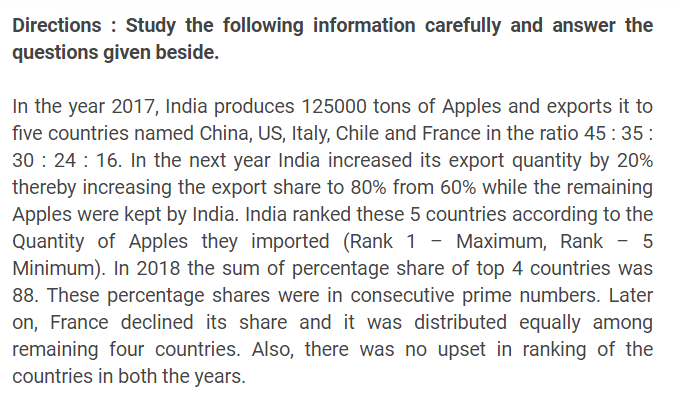 Directions : Study the following information carefully and answer the
questions given beside.
In the year 2017, India produces 125000 tons of Apples and exports it to
five countries named China, US, Italy, Chile and France in the ratio 45 : 35 :
30 : 24 : 16. In the next year India increased its export quantity by 20%
thereby increasing the export share to 80% from 60% while the remaining
Apples were kept by India. India ranked these 5 countries according to the
Quantity of Apples they imported (Rank 1 – Maximum, Rank – 5
Minimum). In 2018 the sum of percentage share of top 4 countries was
88. These percentage shares were in consecutive prime numbers. Later
on, France declined its share and it was distributed equally among
remaining four countries. Also, there was no upset in ranking of the
countries in both the years.